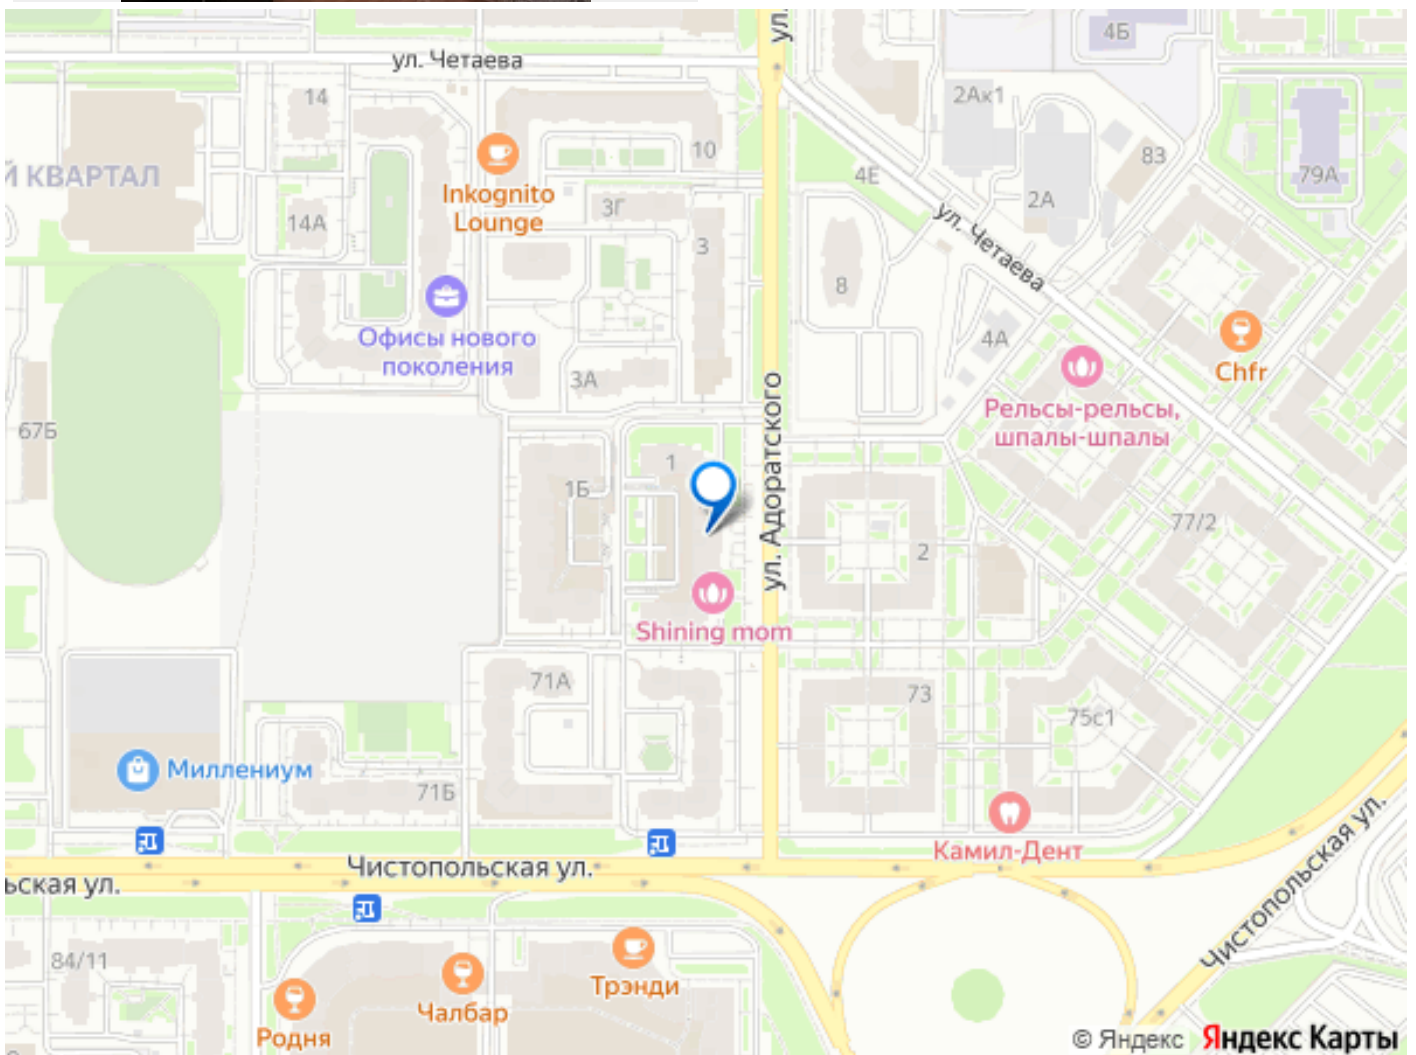 ул. Четаева
ул.
4Б
14
2Ак1
10
83
Й КВАРТАЛ
4Е
79А
Inkognito
Lounge
3Г
2А
14А
ул. Четаева
3
8
Офисы нового
поколения
4А
Chfr
3А
ул. Адоратского
Рельсы-рельсы,
шпалы-шпалы
67Б
1
1Б
77/2
2
Shining mom
71А
73
75с1
Миллениум
71Б
Камил-Дент
Чистопольская ул.
ьская ул.
Чистопольская ул.
84/11
Трэнди
Чалбар
Родня
© Яндекс Яндекс Карты